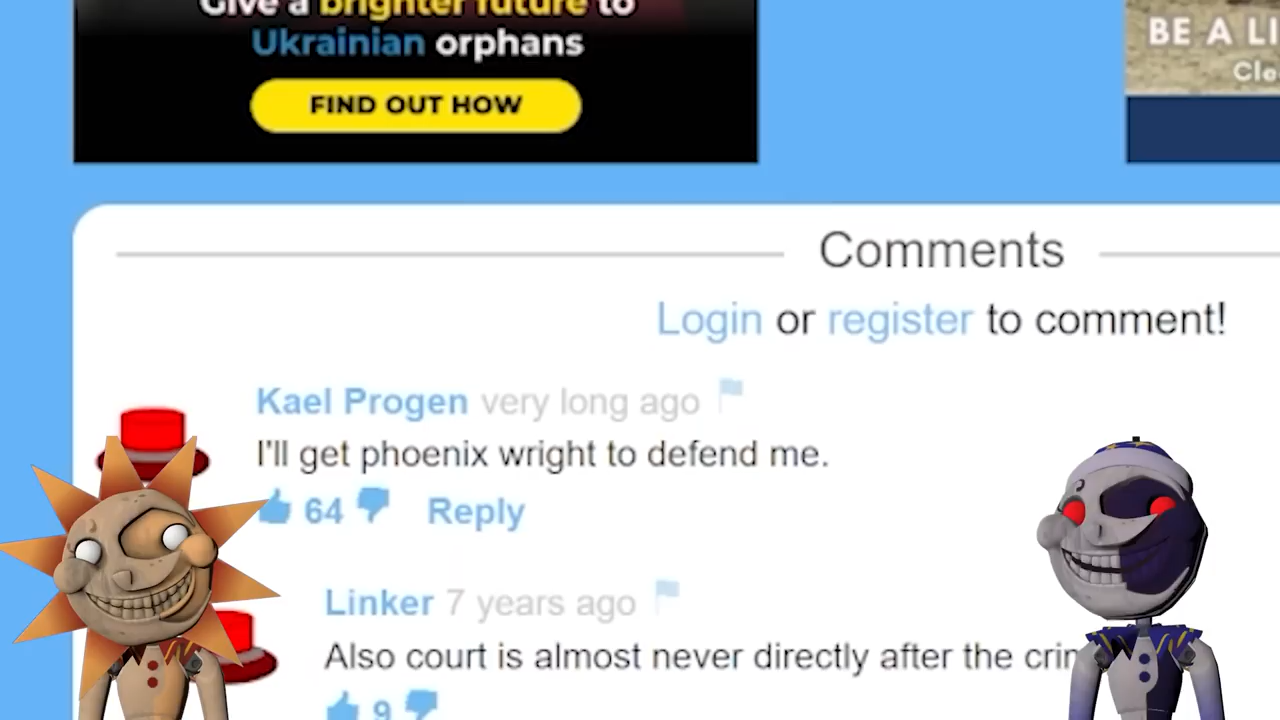 Give a brighter future to
Ukrainian orphans
FIND OUT HOW
BE A LI
Cle
Comments
Login or register to comment!
Kael Progen very long ago
I'll get phoenix wright to defend me.
64 Reply
Linker 7 years ago
Also court is almost never directly after the crim
9